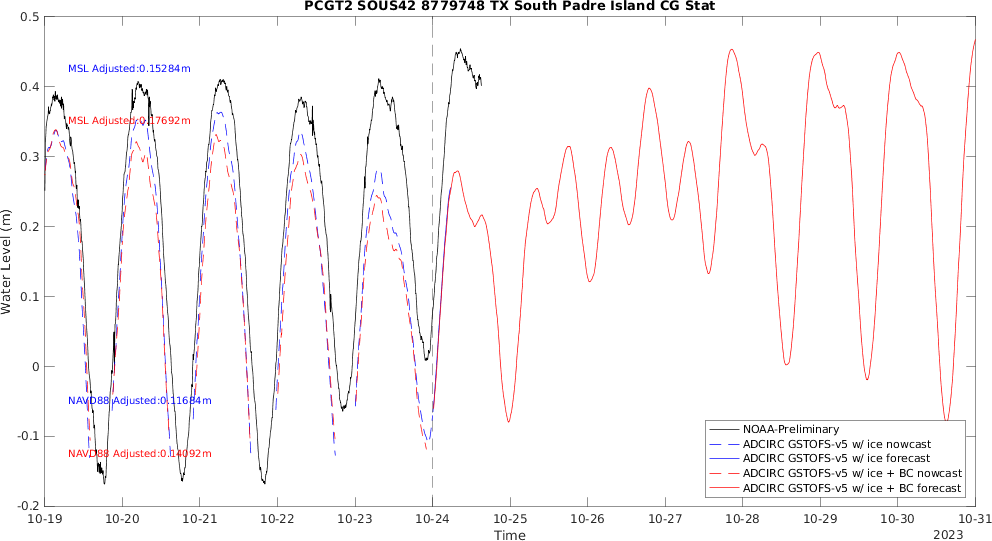 PCGT2 SOUS42 8779748 TX South Padre Island CG Stat
0.5
0.4
0.3
0.2
0.1
0
-0.1
-0.2
Water Level (m)
MSL Adjusted:0.15284m
MSL Adjusted:0.17692m
NAVD88 Adjusted:0.11684m
NAVD88 Adjusted:0.14092m
NOAA-Preliminary
ADCIRC GSTOFS-v5 w/ ice nowcast
ADCIRC GSTOFS-v5 w/ ice forecast
ADCIRC GSTOFS-v5 w/ ice + BC nowcast
ADCIRC GSTOFS-v5 w/ ice + BC forecast
10-19 10-20 10-21 10-22 10-23 10-24 10-25 10-26 10-27 10-28 10-29 10-30 10-31
Time
2023